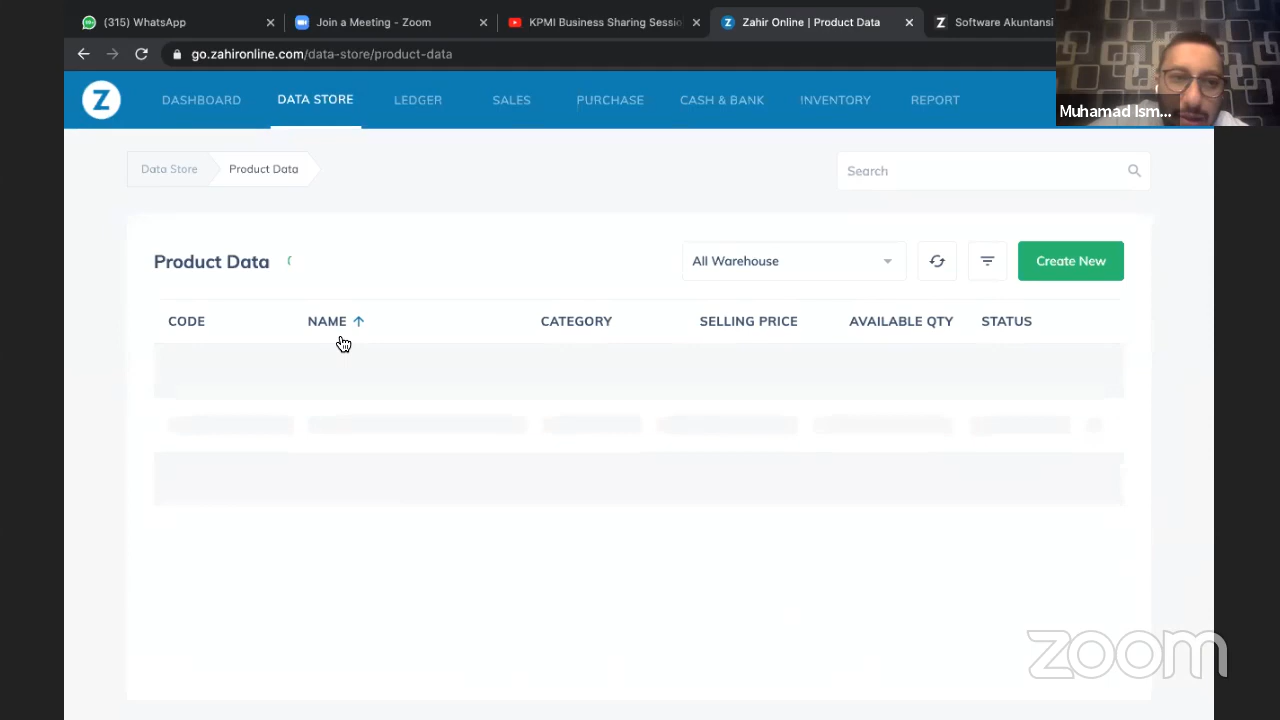 (315) WhatsApp
Join a Meeting - Zoom
KPMI Business Sharing Sessio
Zahir Online | Product Data
Software Akuntansi
go.zahironline.com/data-store/product-data
Muhamad Ism...
Z
DASHBOARD
DATA STORE
LEDGER
SALES
PURCHASE
CASH & BANK
INVENTORY
REPORT
Data Store
Product Data
Search
Product Data
All Warehouse
Create New
CODE
NAME
CATEGORY
SELLING PRICE
AVAILABLE QTY
STATUS
zoom